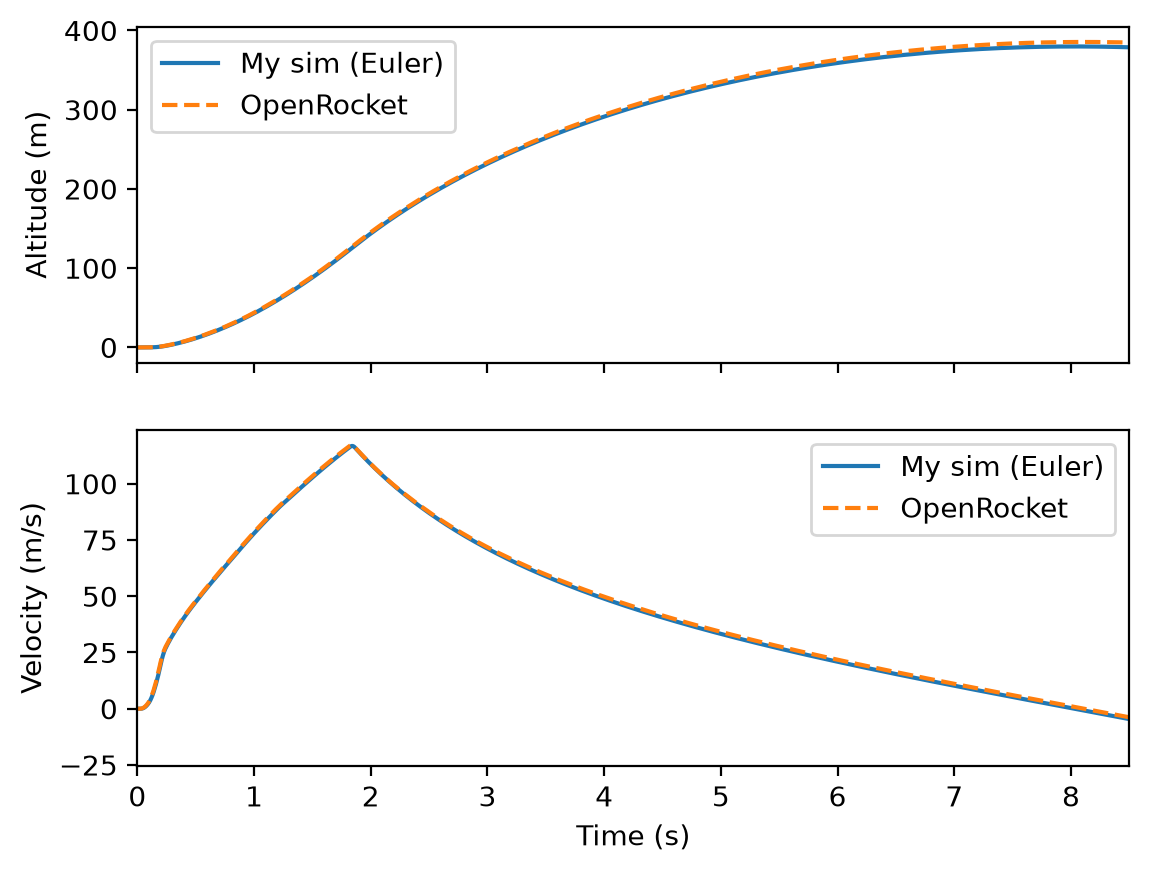 400
300
200
100
0
Altitude (m)
My sim (Euler)
OpenRocket
100
75
50
25
0
−25
Velocity (m/s)
My sim (Euler)
OpenRocket
0 1 2 3 4 5 6 7 8
Time (s)